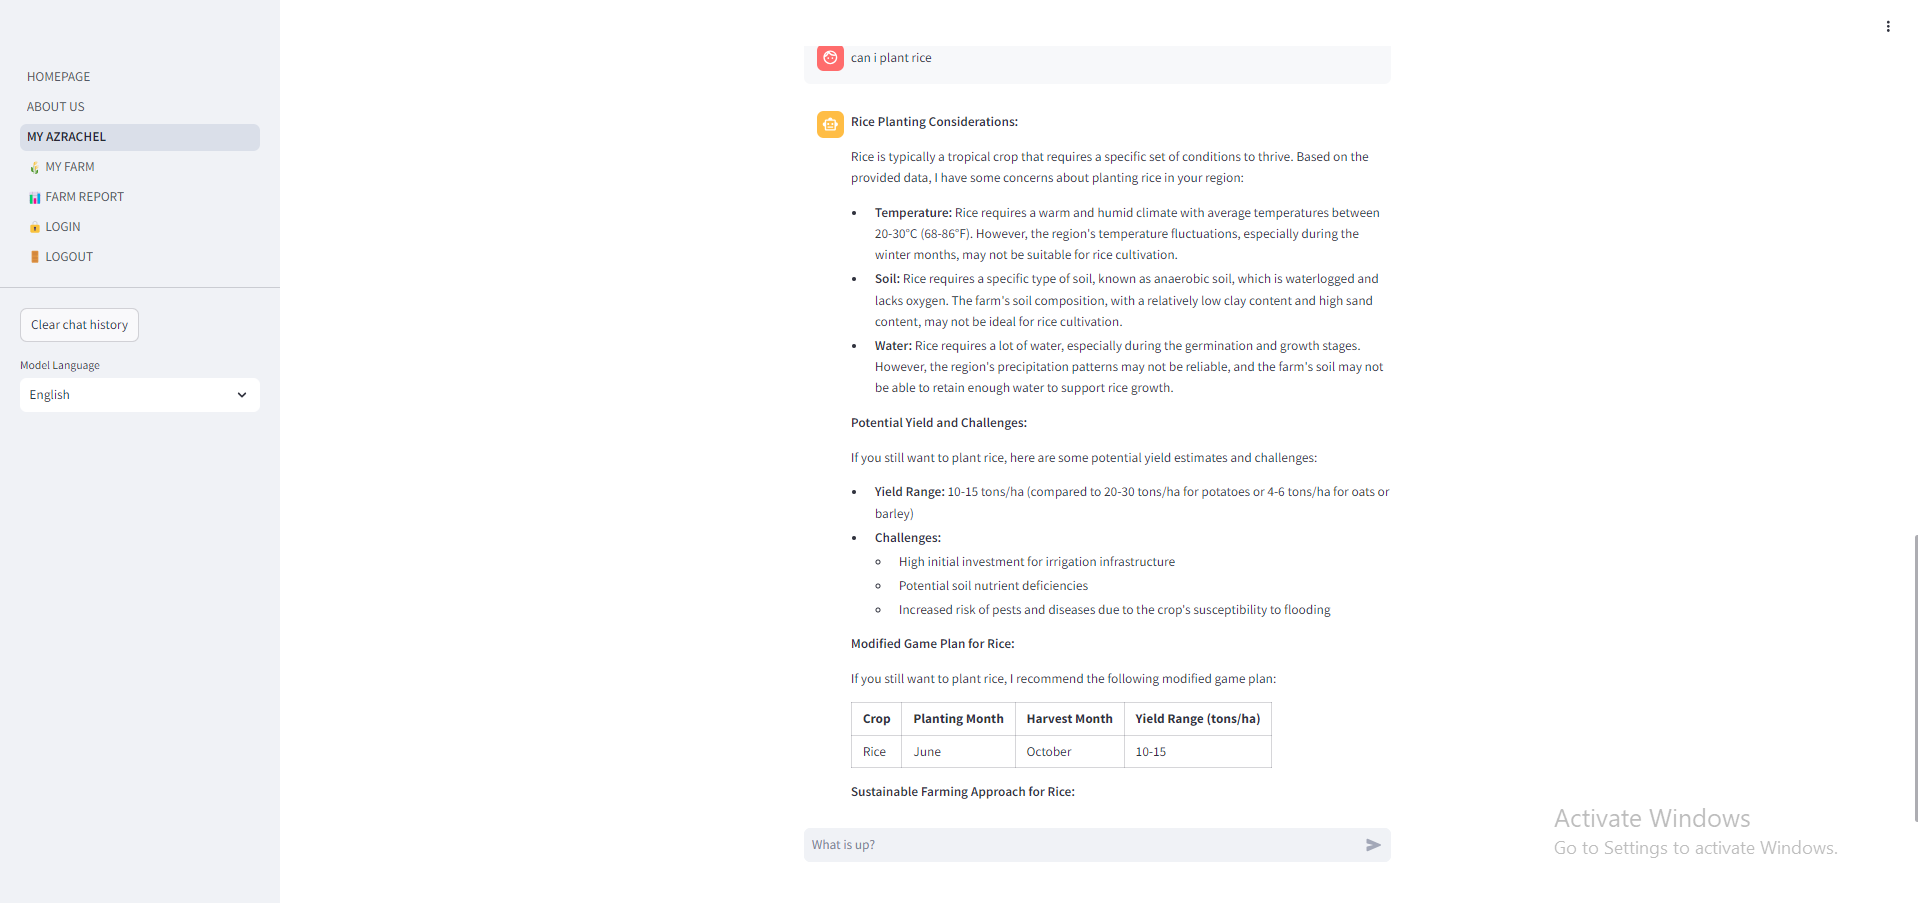 HOMEPAGE
ABOUT US
MY AZRACHEL
MY FARM
FARM REPORT
LOGIN
LOGOUT
Clear chat history
Model Language
English
can i plant rice
Rice Planting Considerations:
Rice is typically a tropical crop that requires a specific set of conditions to thrive. Based on the
provided data, I have some concerns about planting rice in your region:
• Temperature: Rice requires a warm and humid climate with average temperatures between
20-30°C (68-86°F). However, the region's temperature fluctuations, especially during the
winter months, may not be suitable for rice cultivation.
• Soil: Rice requires a specific type of soil, known as anaerobic soil, which is waterlogged and
lacks oxygen. The farm's soil composition, with a relatively low clay content and high sand
content, may not be ideal for rice cultivation.
• Water: Rice requires a lot of water, especially during the germination and growth stages.
However, the region's precipitation patterns may not be reliable, and the farm's soil may not
be able to retain enough water to support rice growth.
Potential Yield and Challenges:
If you still want to plant rice, here are some potential yield estimates and challenges:
• Yield Range: 10-15 tons/ha (compared to 20-30 tons/ha for potatoes or 4-6 tons/ha for oats or
barley)
• Challenges:
◦ High initial investment for irrigation infrastructure
◦ Potential soil nutrient deficiencies
◦ Increased risk of pests and diseases due to the crop's susceptibility to flooding
Modified Game Plan for Rice:
If you still want to plant rice, I recommend the following modified game plan:
Crop Planting Month Harvest Month Yield Range (tons/ha)
Rice June October 10-15
Sustainable Farming Approach for Rice:
What is up?
Activate Windows
Go to Settings to activate Windows.